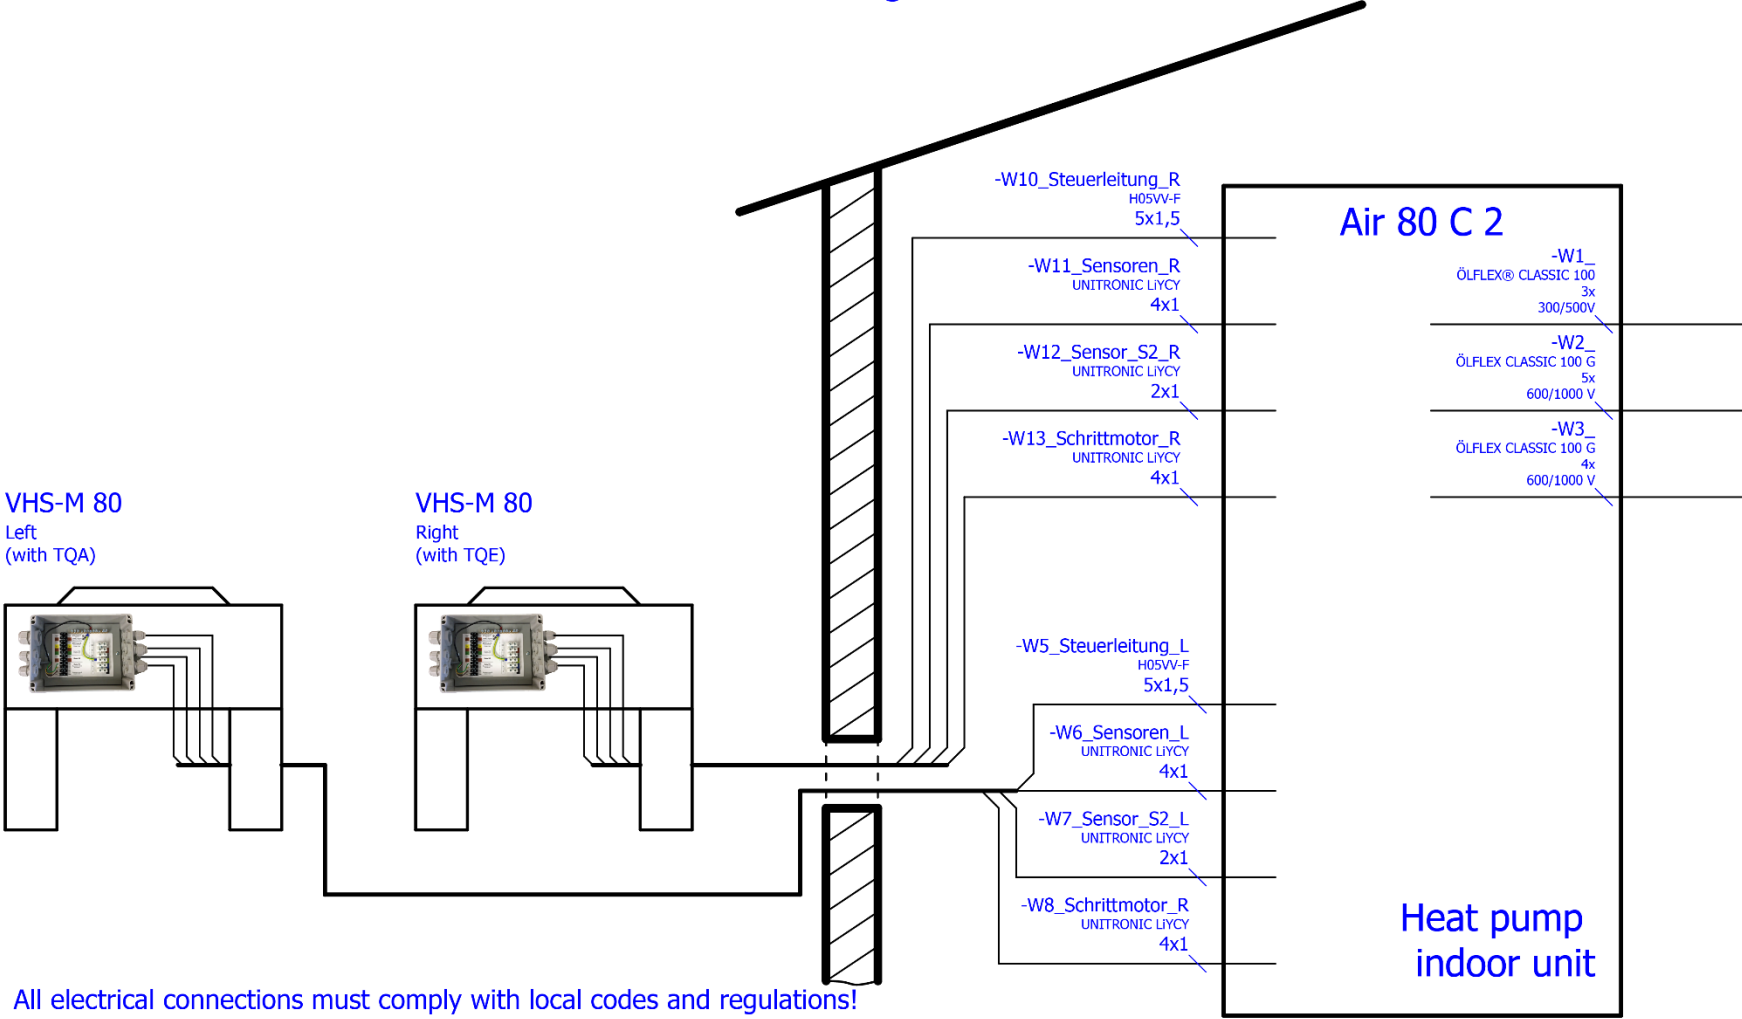 -W10_Steuerleitung_R
H05VV-F
5x1,5
-W11_Sensoren_R
UNITRONIC LiYCY
4x1
-W12_Sensor_S2_R
UNITRONIC LiYCY
2x1
-W13_Schrittmotor_R
UNITRONIC LiYCY
4x1
Air 80 C 2
-W1_
ÖLFLEX® CLASSIC 100
3x
300/500V
-W2_
ÖLFLEX CLASSIC 100 G
5x
600/1000 V
-W3_
ÖLFLEX CLASSIC 100 G
4x
600/1000 V
VHS-M 80
Left
(with TQA)
VHS-M 80
Right
(with TQE)
-W5_Steuerleitung_L
H05VV-F
5x1,5
-W6_Sensoren_L
UNITRONIC LiYCY
4x1
-W7_Sensor_S2_L
UNITRONIC LiYCY
2x1
-W8_Schrittmotor_R
UNITRONIC LiYCY
4x1
Heat pump
indoor unit
All electrical connections must comply with local codes and regulations!